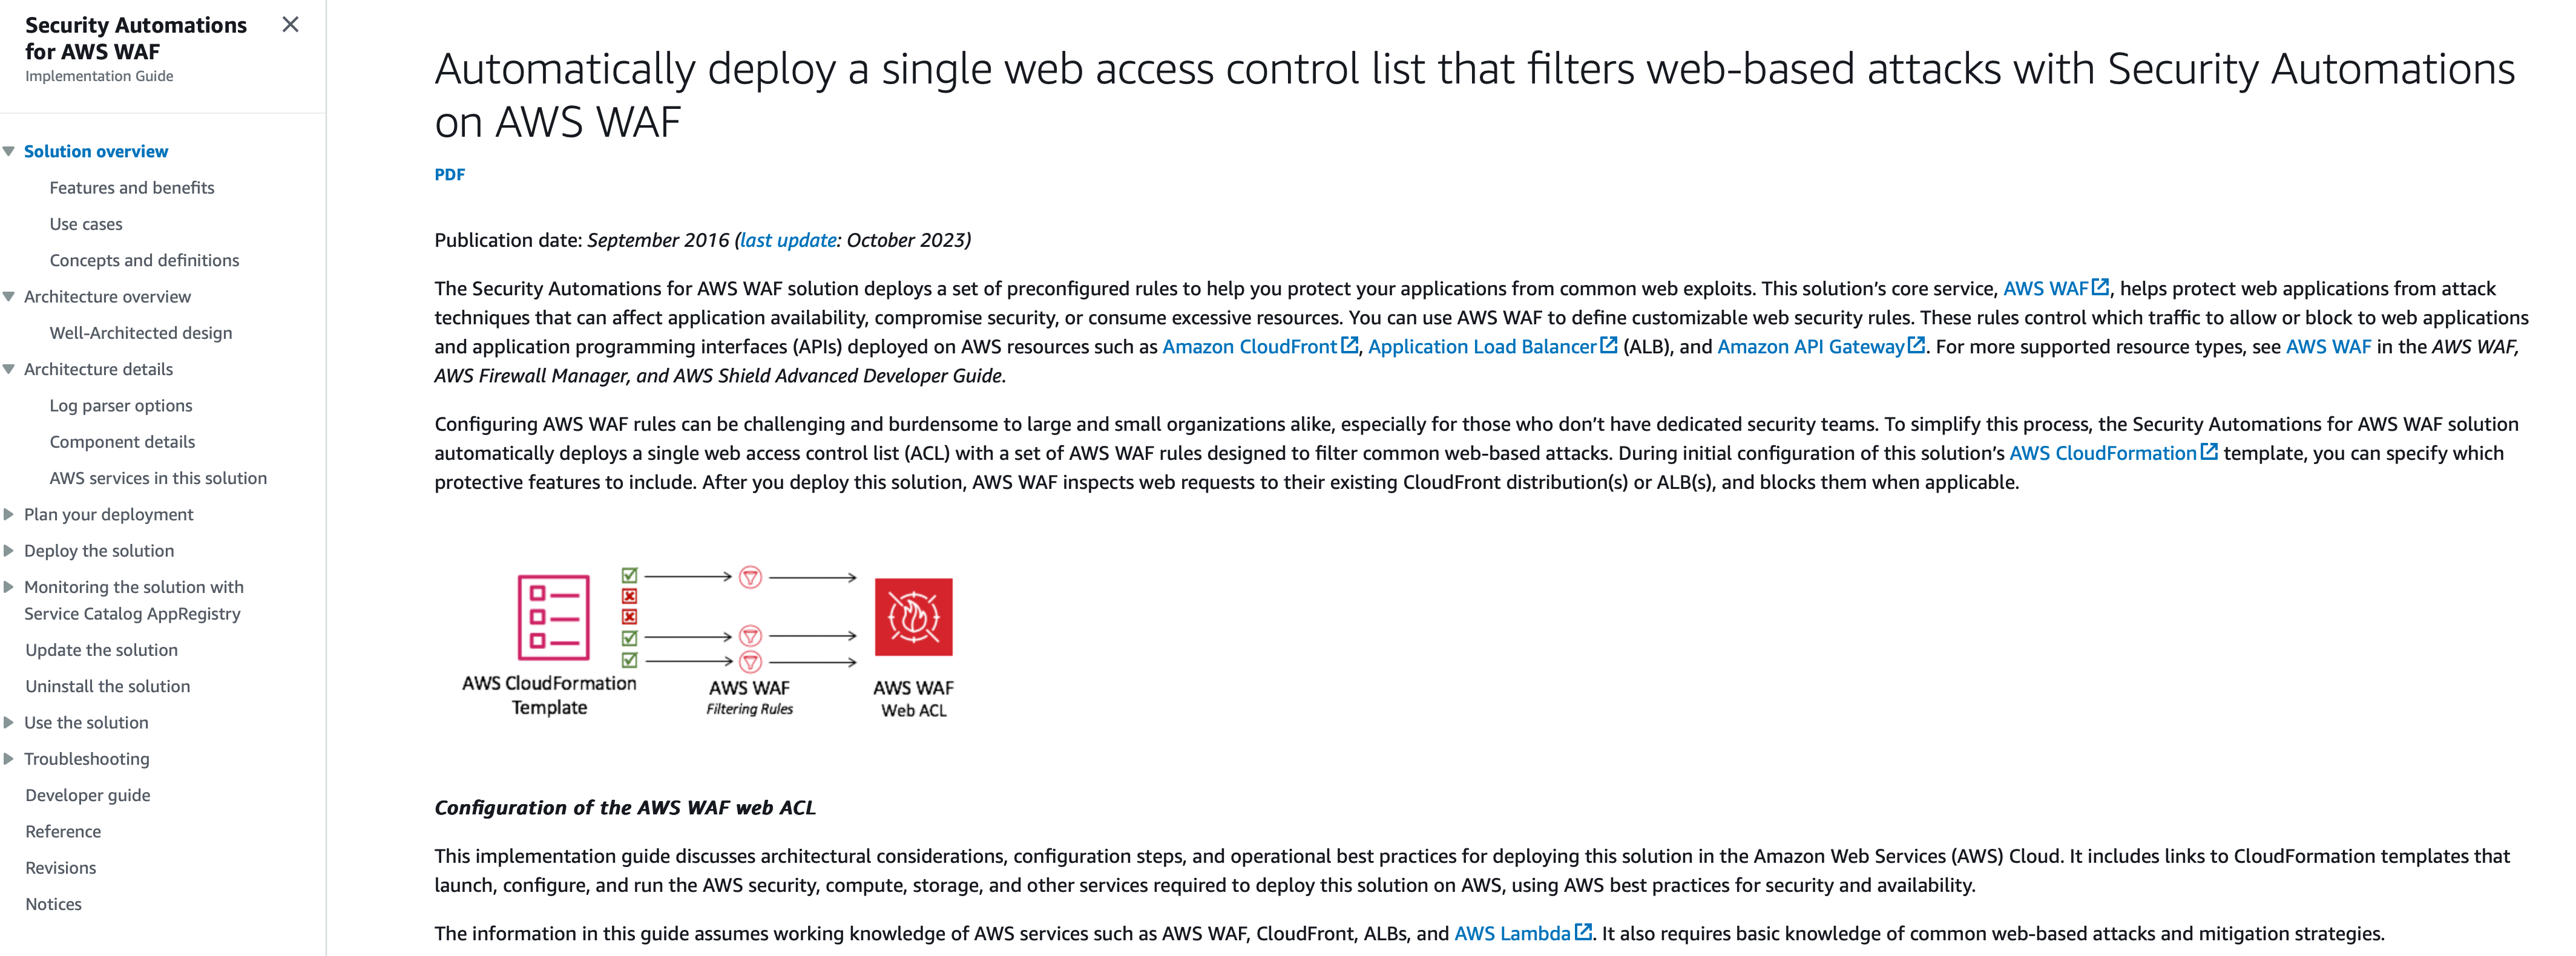 Security Automations
for AWS WAF
Implementation Guide
Solution overview
Features and benefits
Use cases
Concepts and definitions
Architecture overview
Well-Architected design
Architecture details
Log parser options
Component details
AWS services in this solution
Plan your deployment
Deploy the solution
Monitoring the solution with
Service Catalog AppRegistry
Update the solution
Uninstall the solution
Use the solution
Troubleshooting
Developer guide
Reference
Revisions
Notices
Automatically deploy a single web access control list that filters web-based attacks with Security Automations
on AWS WAF
PDF
Publication date: September 2016 (last update: October 2023)
The Security Automations for AWS WAF solution deploys a set of preconfigured rules to help you protect your applications from common web exploits. This solution’s core service, AWS WAF, helps protect web applications from attack
techniques that can affect application availability, compromise security, or consume excessive resources. You can use AWS WAF to define customizable web security rules. These rules control which traffic to allow or block to web applications
and application programming interfaces (APIs) deployed on AWS resources such as Amazon CloudFront, Application Load Balancer (ALB), and Amazon API Gateway. For more supported resource types, see AWS WAF in the AWS WAF,
AWS Firewall Manager, and AWS Shield Advanced Developer Guide.
Configuring AWS WAF rules can be challenging and burdensome to large and small organizations alike, especially for those who don’t have dedicated security teams. To simplify this process, the Security Automations for AWS WAF solution
automatically deploys a single web access control list (ACL) with a set of AWS WAF rules designed to filter common web-based attacks. During initial configuration of this solution’s AWS CloudFormation template, you can specify which
protective features to include. After you deploy this solution, AWS WAF inspects web requests to their existing CloudFront distribution(s) or ALB(s), and blocks them when applicable.
AWS CloudFormation
Template
AWS WAF
Filtering Rules
AWS WAF
Web ACL
Configuration of the AWS WAF web ACL
This implementation guide discusses architectural considerations, configuration steps, and operational best practices for deploying this solution in the Amazon Web Services (AWS) Cloud. It includes links to CloudFormation templates that
launch, configure, and run the AWS security, compute, storage, and other services required to deploy this solution on AWS, using AWS best practices for security and availability.
The information in this guide assumes working knowledge of AWS services such as AWS WAF, CloudFront, ALBs, and AWS Lambda. It also requires basic knowledge of common web-based attacks and mitigation strategies.